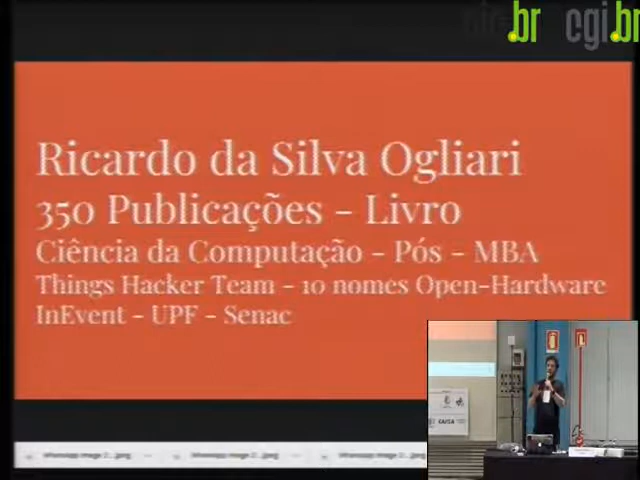 .br cgi.br
Ricardo da Silva Ogliari
350 Publicações - Livro
Ciência da Computação - Pós - MBA
Things Hacker Team - 10 nomes Open-Hardware
InEvent - UPF - Senac
CAIXA